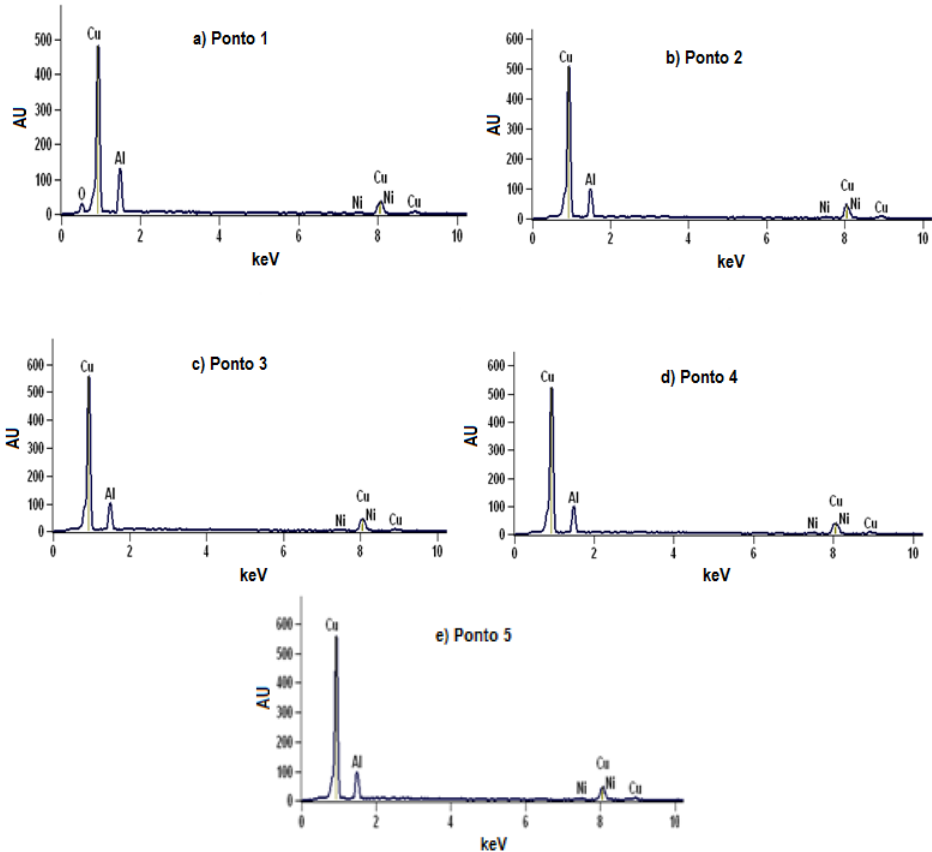 a) Ponto 1
AU
500
400
300
200
100
0
Cu
O
Al
Ni
Cu
Ni
Cu
0 2 4 6 8 10
keV
b) Ponto 2
AU
600
500
400
300
200
100
0
Cu
Al
Ni
Cu
Ni
Cu
0 2 4 6 8 10
keV
c) Ponto 3
AU
600
500
400
300
200
100
0
Cu
Al
Ni
Cu
Ni
Cu
0 2 4 6 8 10
keV
d) Ponto 4
AU
600
500
400
300
200
100
0
Cu
Al
Ni
Cu
Ni
Cu
0 2 4 6 8 10
keV
e) Ponto 5
AU
600
500
400
300
200
100
0
Cu
Al
Ni
Cu
Ni
Cu
0 2 4 6 8 10
keV